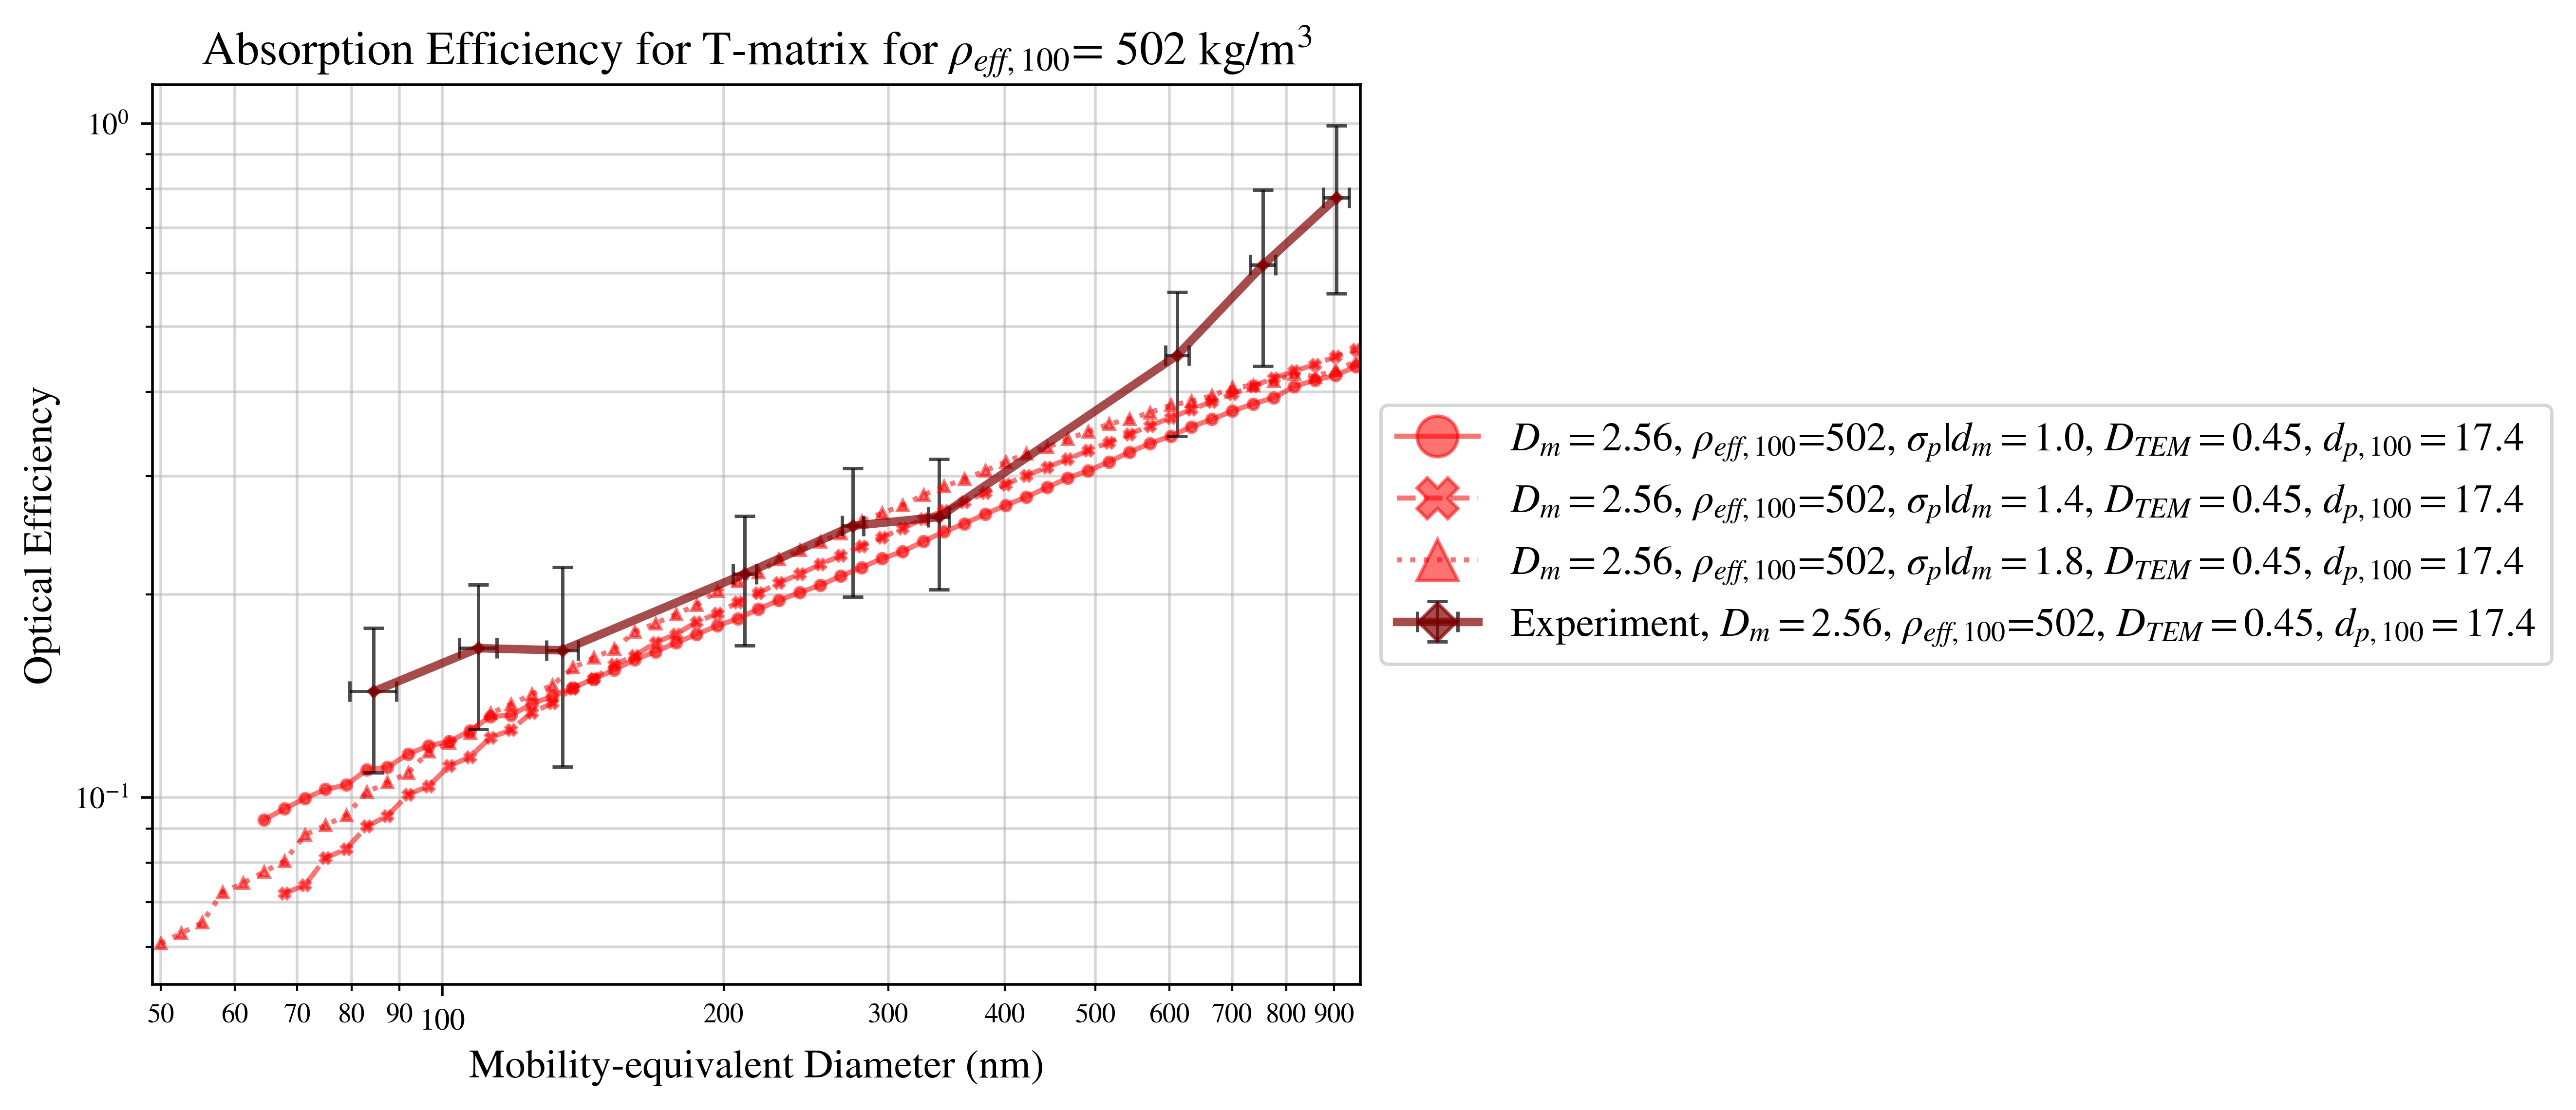 Absorption Efficiency for T-matrix for ρeff,100= 502 kg/m³
Optical Efficiency
10⁰
10⁻¹
50 60 70 80 90 100 200 300 400 500 600 700 800 900
Mobility-equivalent Diameter (nm)
Dm = 2.56, ρeff,100=502, σp|dm = 1.0, DTEM = 0.45, dp,100 = 17.4
Dm = 2.56, ρeff,100=502, σp|dm = 1.4, DTEM = 0.45, dp,100 = 17.4
Dm = 2.56, ρeff,100=502, σp|dm = 1.8, DTEM = 0.45, dp,100 = 17.4
Experiment, Dm = 2.56, ρeff,100=502, DTEM = 0.45, dp,100 = 17.4